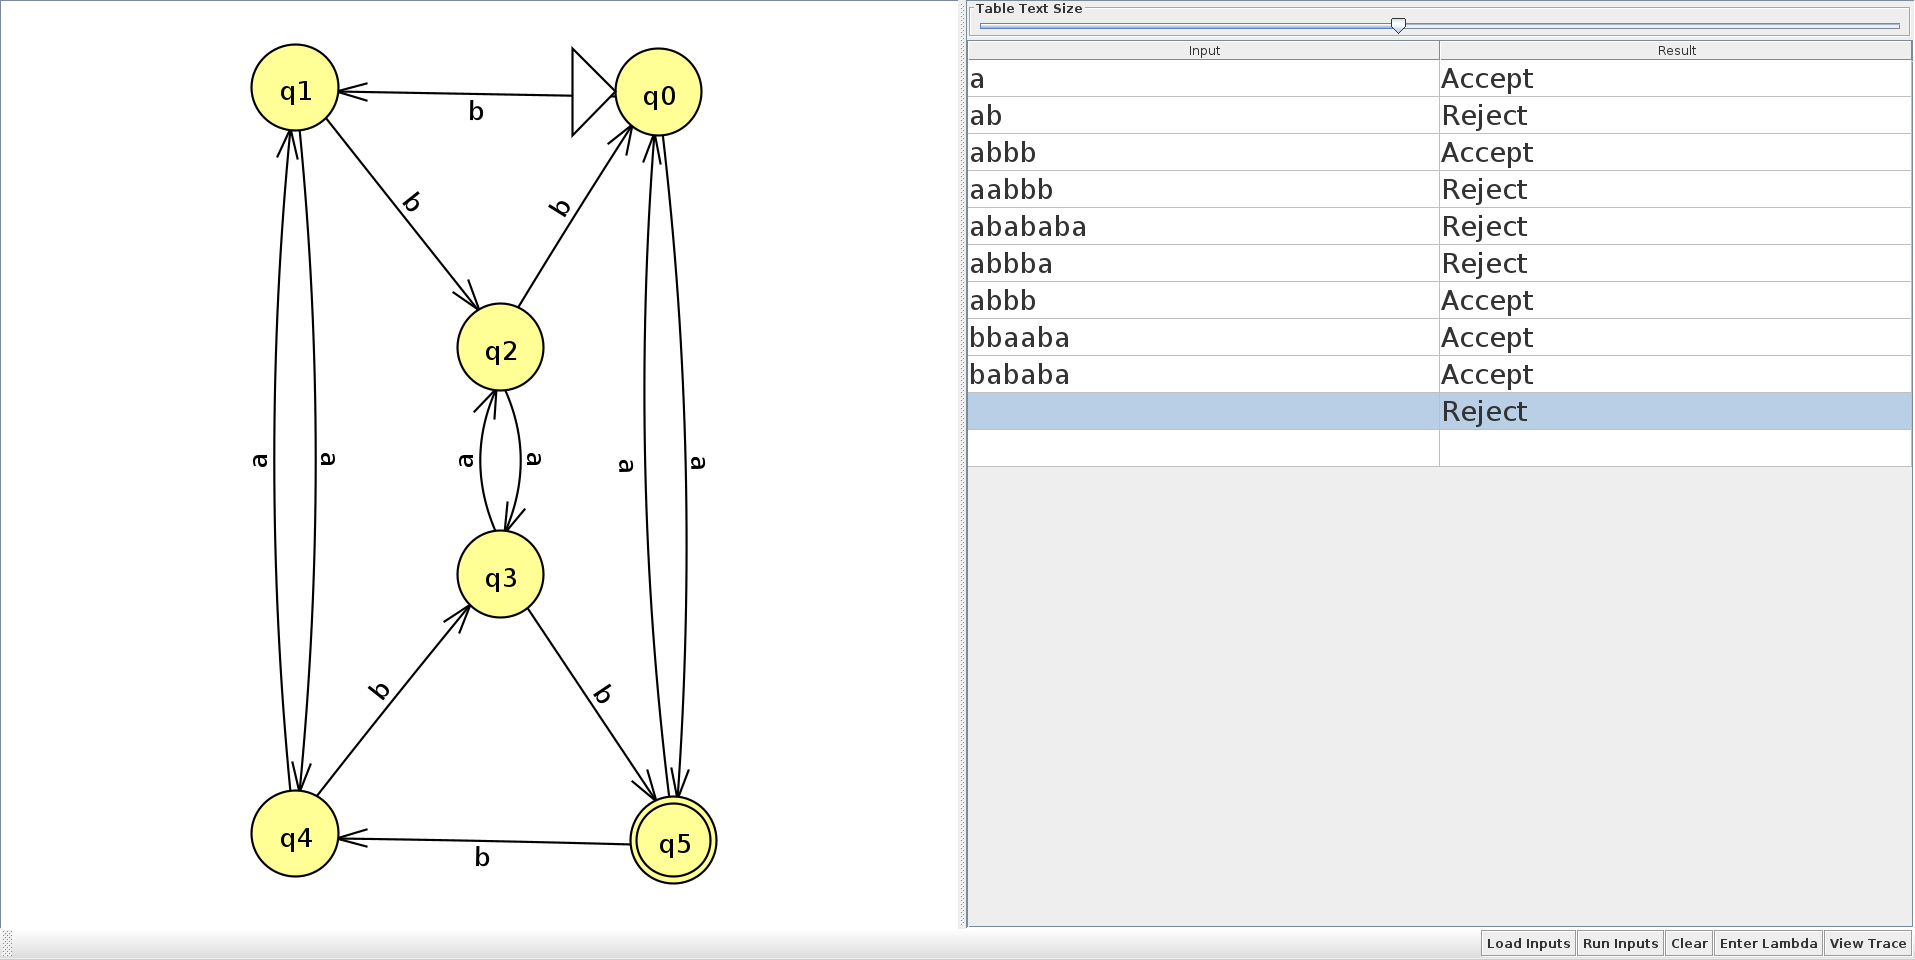 q1
q0
b
b
b
q2
a
a
a
a
a
a
q3
b
b
q4
q5
b
Table Text Size
Input Result
a Accept
ab Reject
abbb Accept
aabbb Reject
abababa Reject
abbba Reject
abbb Accept
bbaaba Accept
bababa Accept
Reject
Load Inputs Run Inputs Clear Enter Lambda View Trace